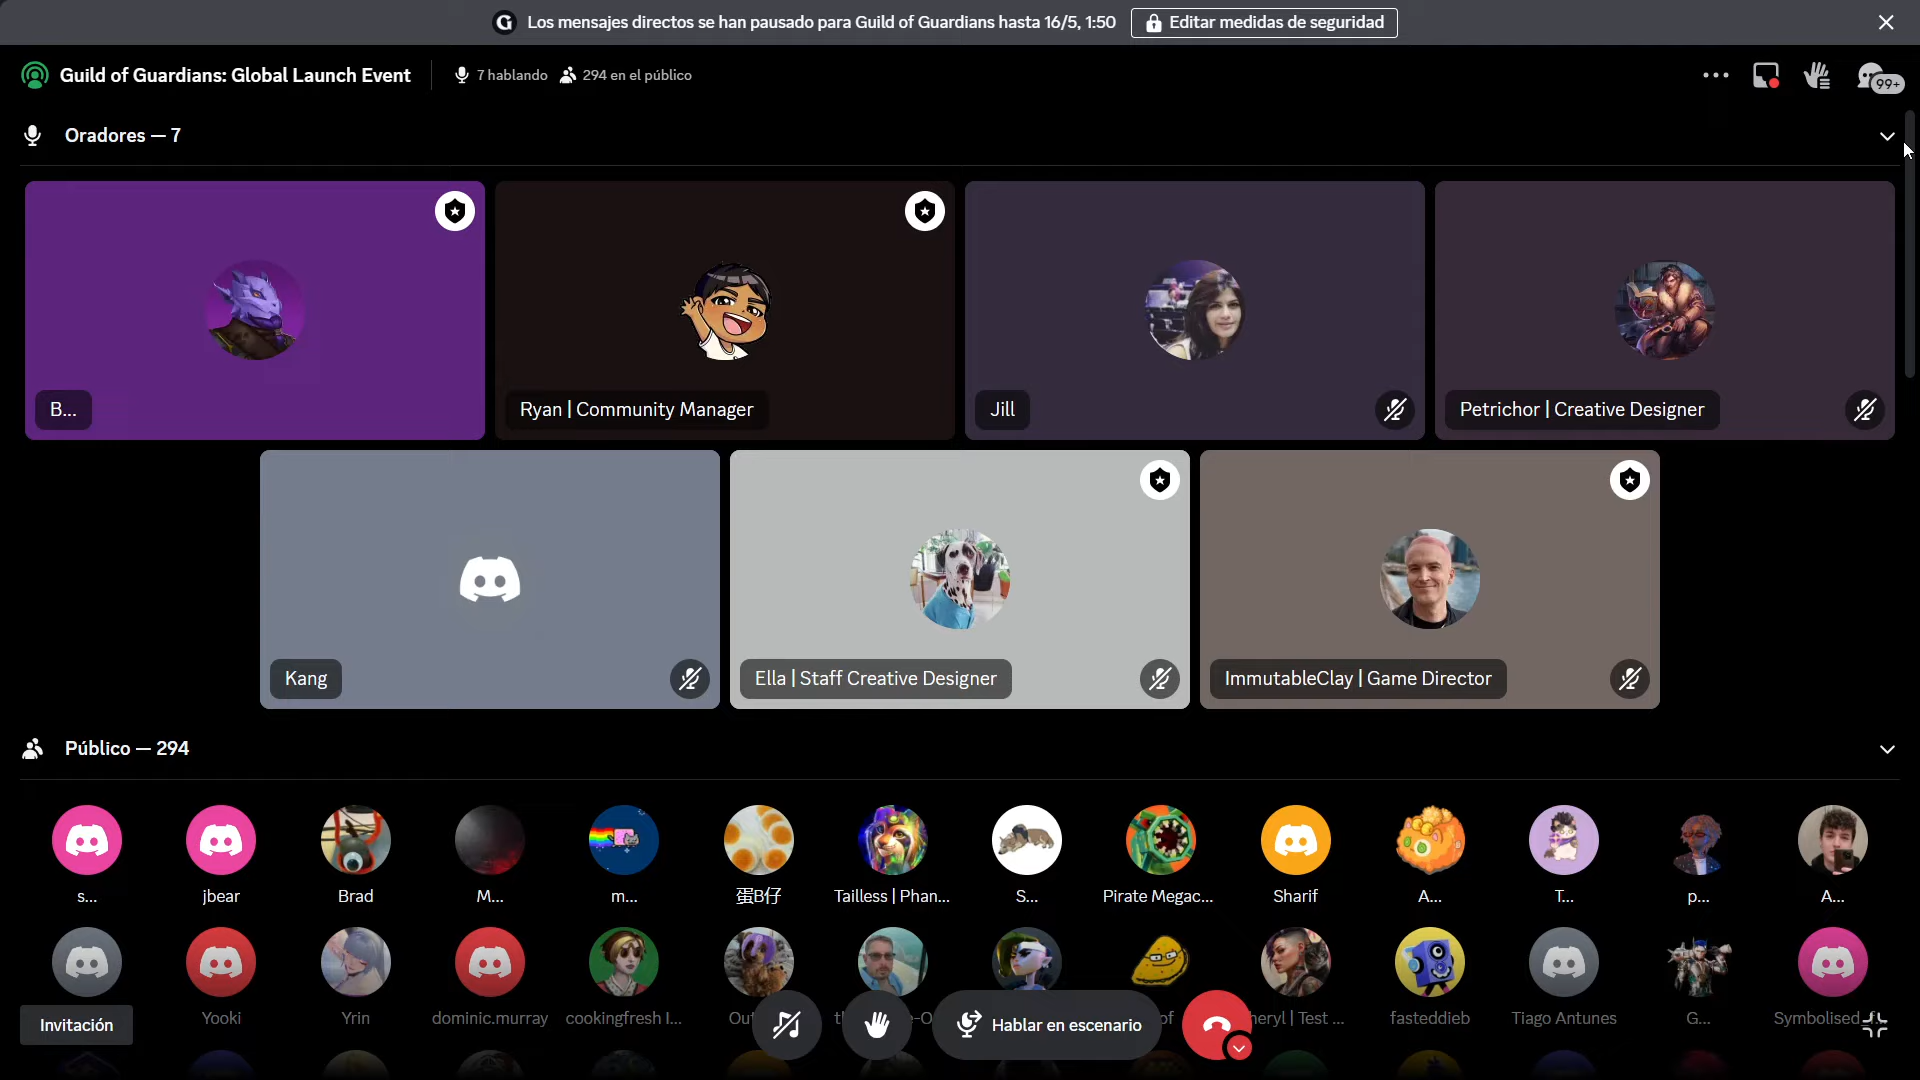 Los mensajes directos se han pausado para Guild of Guardians hasta 16/5, 1:50 Editar medidas de seguridad
Guild of Guardians: Global Launch Event 7 hablando 294 en el público 99+
Oradores — 7
B... Ryan | Community Manager Jill Petrichor | Creative Designer
Kang Ella | Staff Creative Designer ImmutableClay | Game Director
Público — 294
s... jbear Brad M... m... 蛋B仔 Tailless | Phan... S... Pirate Megac... Sharif A... T... p... A...
Invitación Yooki Yrin dominic.murray cookingfresh I... Hablar en escenario fasteddieb Tiago Antunes G... Symbolised